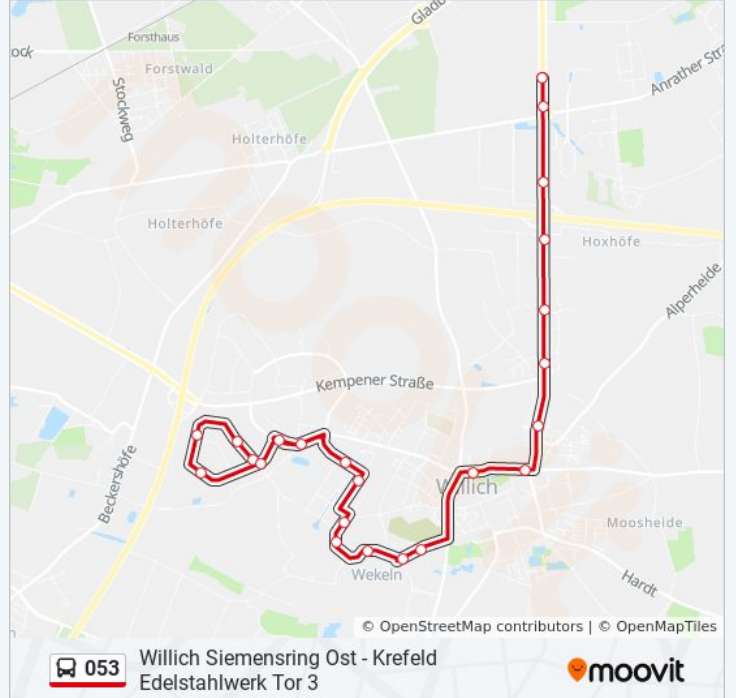 Gladb
Forsthaus
ock
Forstwald
Stockweg
Anrather Stra
Holterhöfe
Holterhöfe
Hoxhöfe
Alperheide
Kempener Straße
Beckershöfe
Willich
Moosheide
Wekeln
Hardt
© OpenStreetMap contributors | © OpenMapTiles
053
Willich Siemensring Ost - Krefeld
Edelstahlwerk Tor 3
moovit